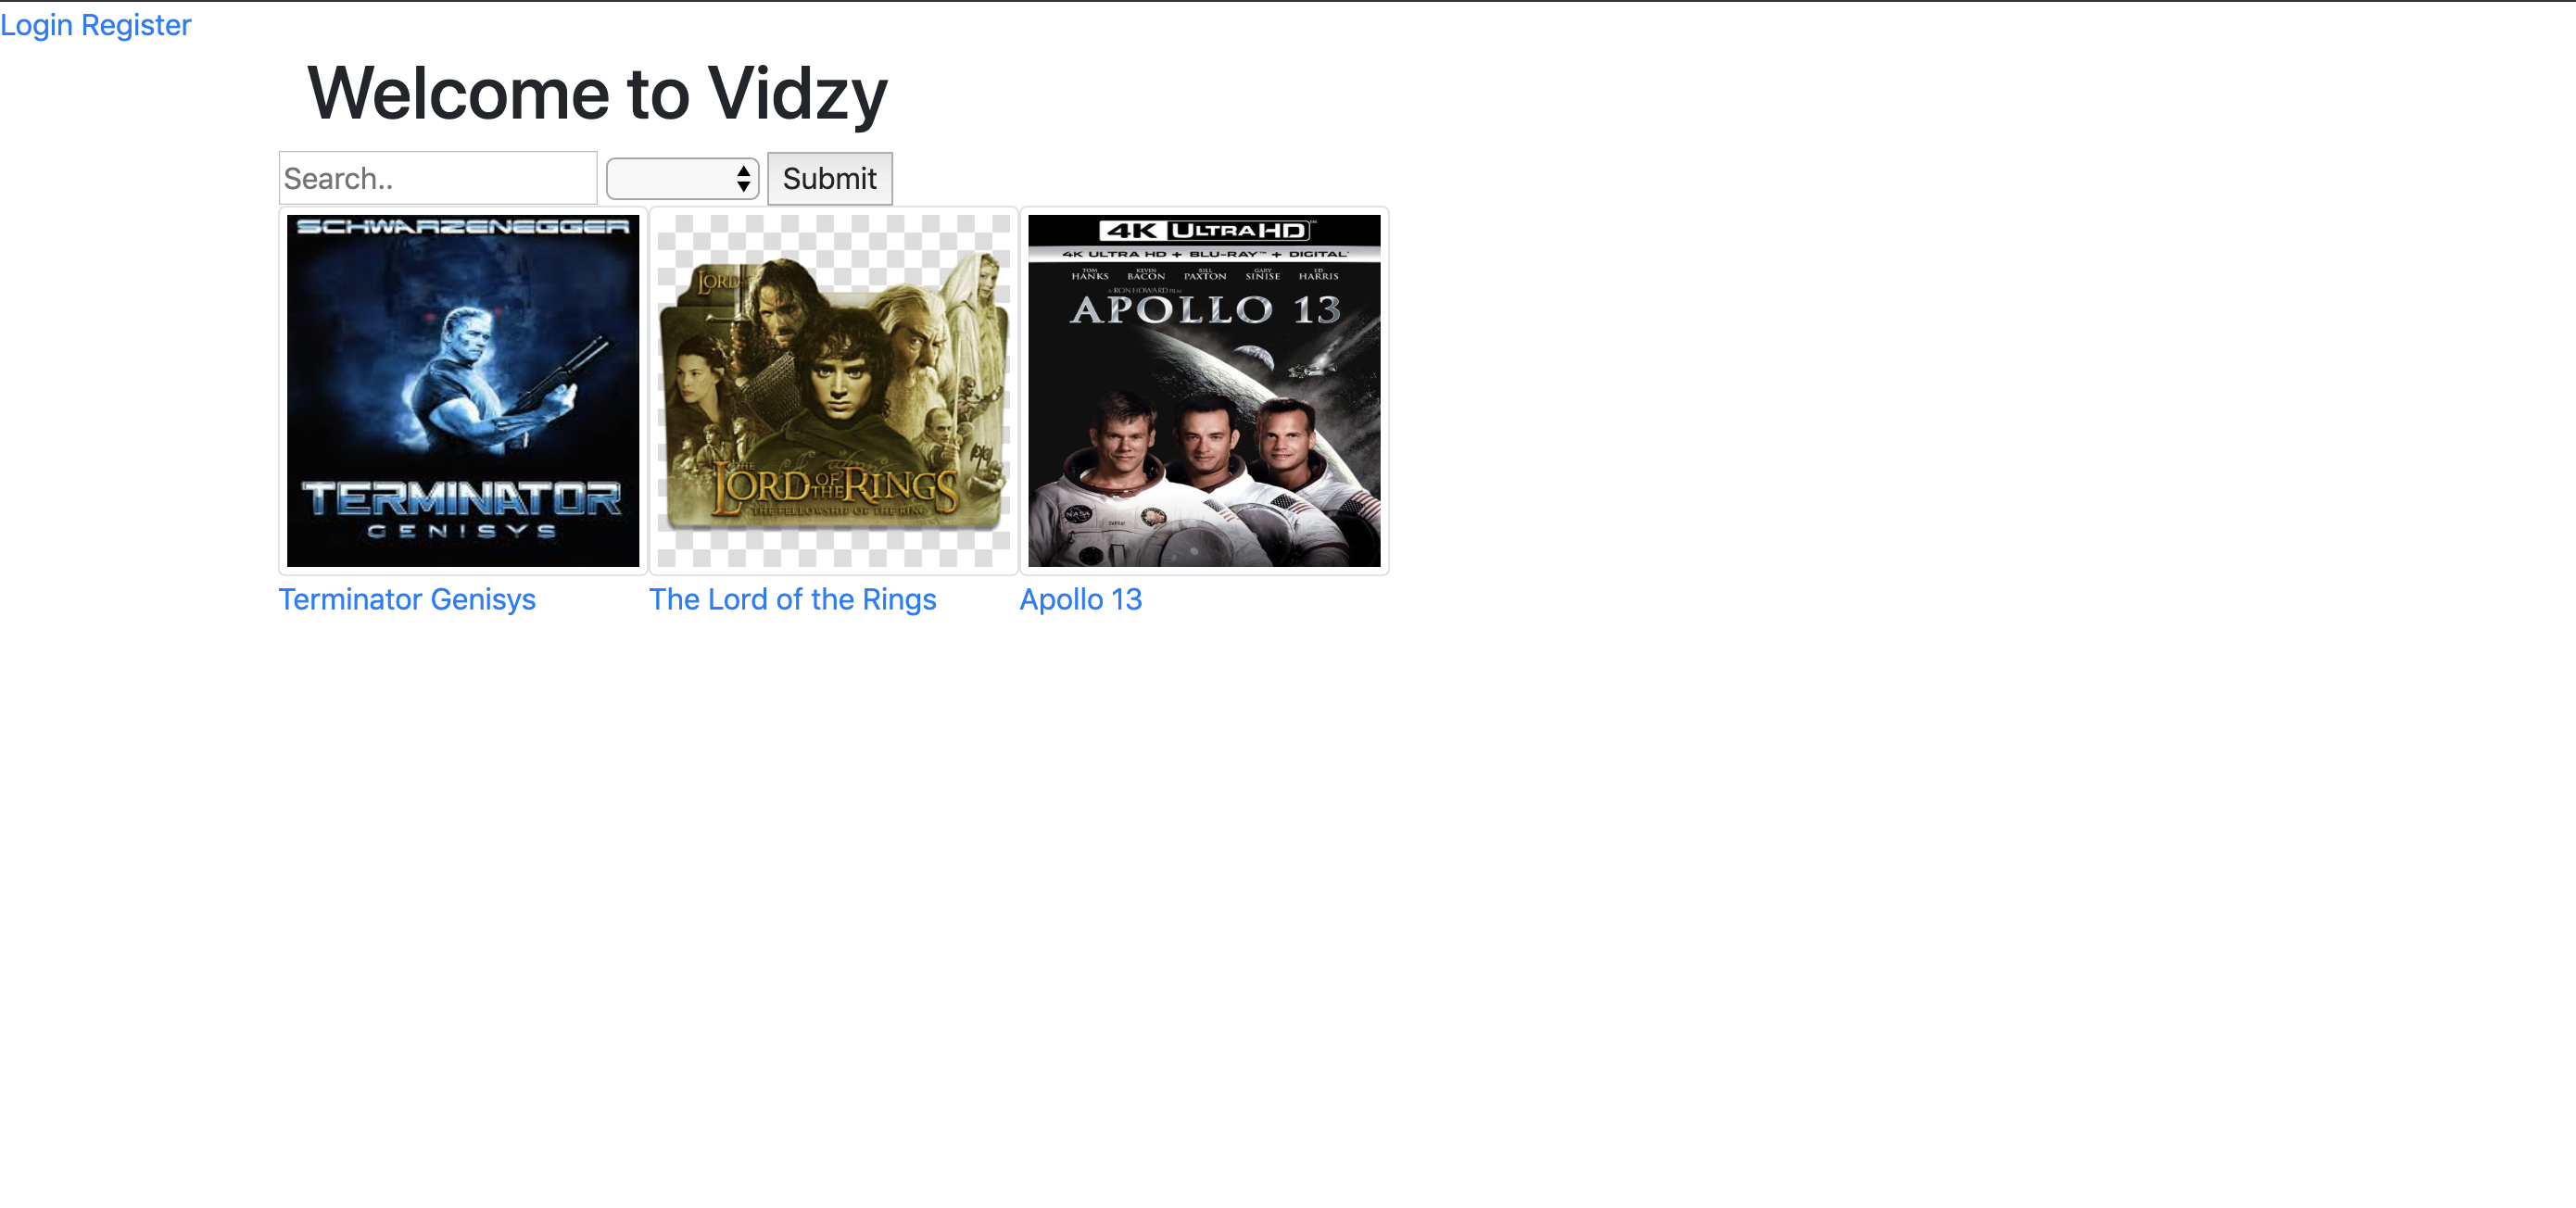 Login Register
Welcome to Vidzy
Search..
Submit
SCHWARZENEGGER
TERMINATOR
GENISYS
LORD
THE
LORD OF THE RINGS
THE FELLOWSHIP OF THE RING
4K ULTRA HD
4K ULTRA HD + BLU-RAY™ + DIGITAL
TOM HANKS KEVIN BACON BILL PAXTON GARY SINISE ED HARRIS
A RON HOWARD FILM
APOLLO 13
NASA
Terminator Genisys
The Lord of the Rings
Apollo 13